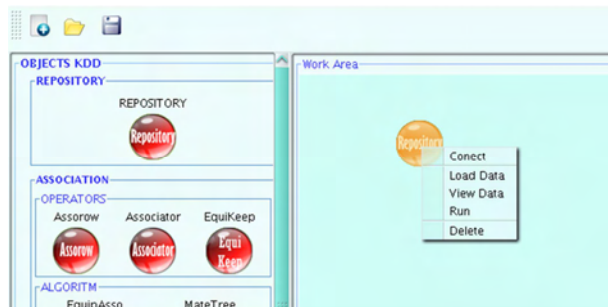 OBJECTS KDD
REPOSITORY
REPOSITORY
Repository
ASSOCIATION
OPERATORS
Assorow Associator EquiKeep
Assorow Associator Equi Keep
ALGORITM
EquipAsso MateTree
Work Area
Repository
Conect
Load Data
View Data
Run
Delete